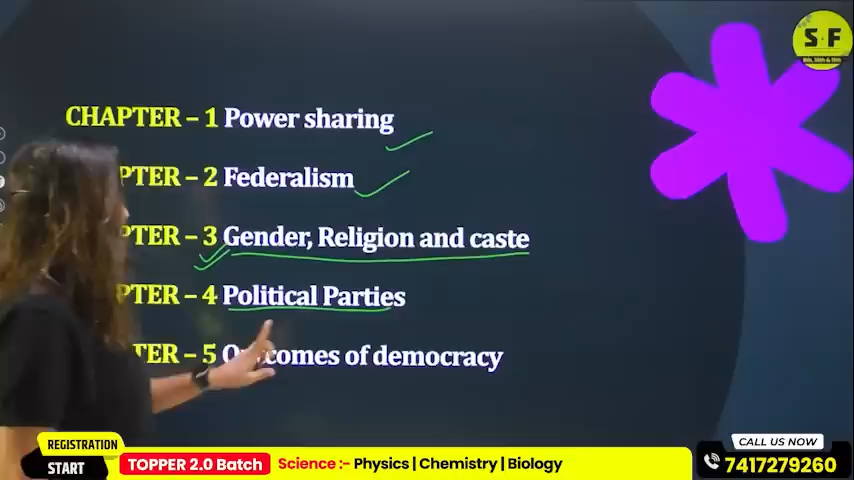 S.F
CHAPTER – 1 Power sharing
PTER – 2 Federalism
PTER – 3 Gender, Religion and caste
PTER – 4 Political Parties
TER – 5 comes of democracy
REGISTRATION
START
TOPPER 2.0 Batch
Science :- Physics | Chemistry | Biology
CALL US NOW
7417279260